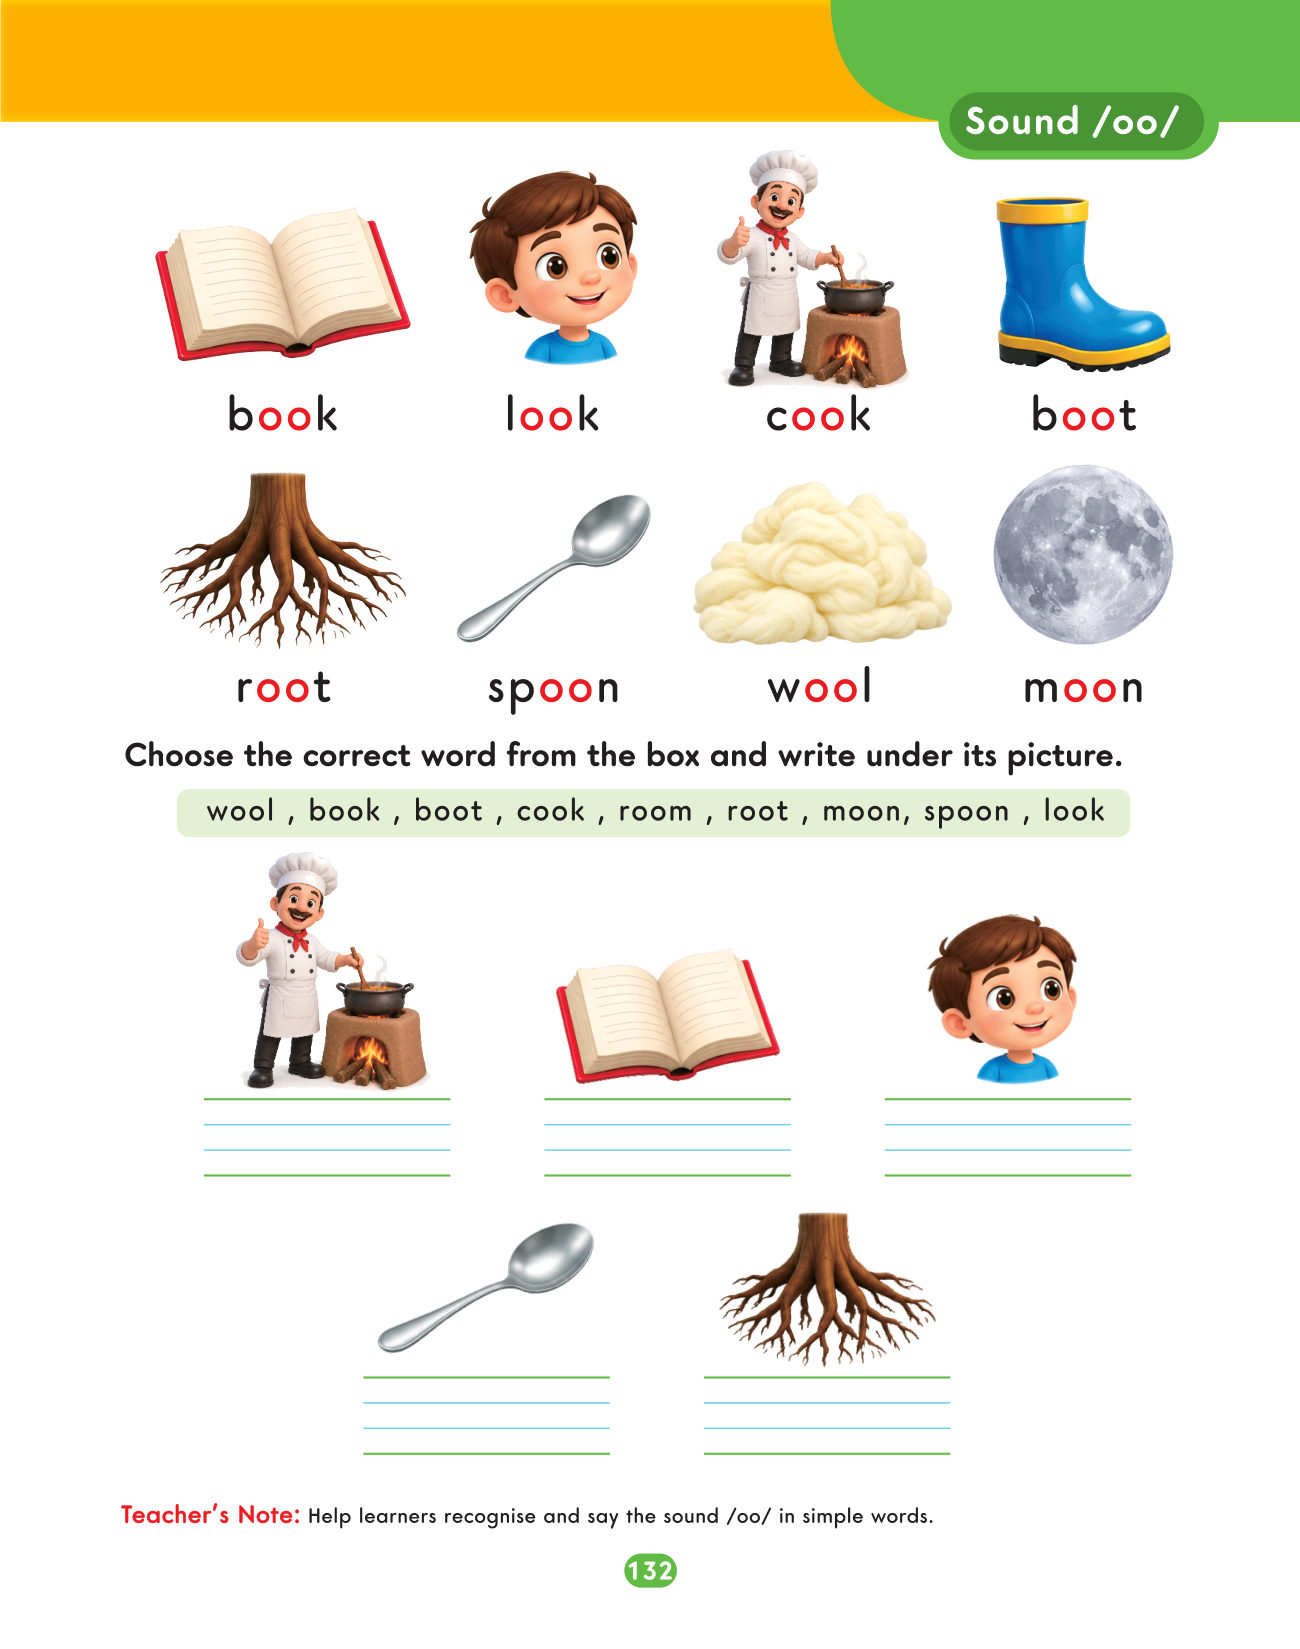 Sound /oo/
book look cook boot
root spoon wool moon
Choose the correct word from the box and write under its picture.
wool , book , boot , cook , room , root , moon, spoon , look
Teacher's Note: Help learners recognise and say the sound /oo/ in simple words.
132